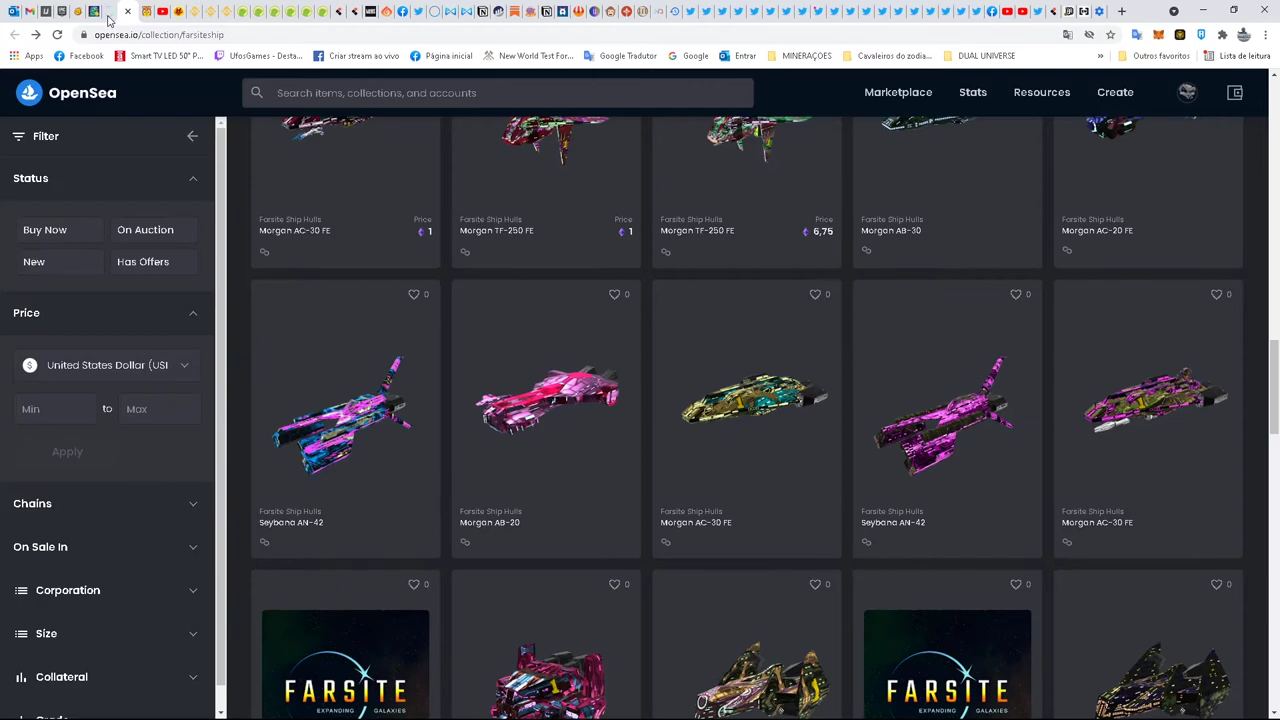 opensea.io/collection/farsiteship
Apps
Facebook
Smart TV LED 50" P...
UfosGames - Desta...
Criar stream ao vivo
Página inicial
New World Test For...
Google Tradutor
Google
Entrar
MINERAÇOES
Cavaleiros do zodia...
DUAL UNIVERSE
»
Outros favoritos
Lista de leitura
OpenSea
Search items, collections, and accounts
Marketplace
Stats
Resources
Create
Filter
Status
Buy Now
On Auction
New
Has Offers
Price
$ United States Dollar (USI
Min
to
Max
Apply
Chains
On Sale In
Corporation
Size
Collateral
Farsite Ship Hulls
Price
Morgan AC-30 FE
1
Farsite Ship Hulls
Price
Morgan TF-250 FE
1
Farsite Ship Hulls
Price
Morgan TF-250 FE
6,75
Farsite Ship Hulls
Morgan AB-30
Farsite Ship Hulls
Morgan AC-20 FE
0
Farsite Ship Hulls
Seybana AN-42
0
Farsite Ship Hulls
Morgan AB-20
0
Farsite Ship Hulls
Morgan AC-30 FE
0
Farsite Ship Hulls
Seybana AN-42
0
Farsite Ship Hulls
Morgan AC-30 FE
0
FARSITE
EXPANDING GALAXIES
0
0
0
FARSITE
EXPANDING GALAXIES
0